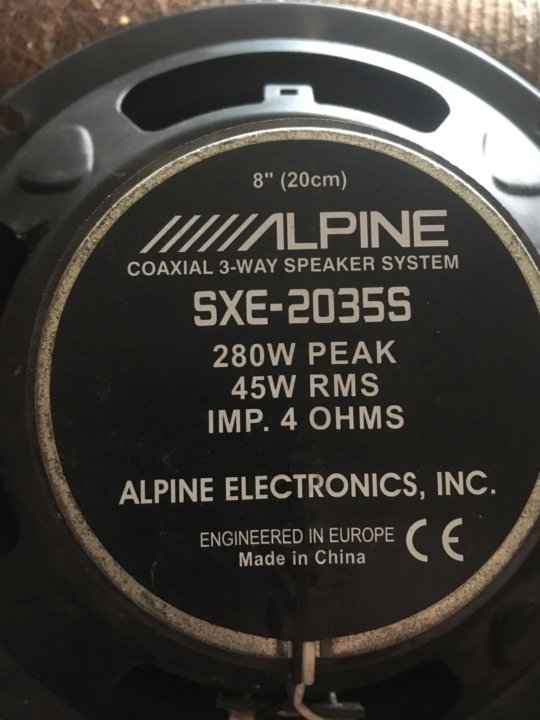 8" (20cm)
ALPINE
COAXIAL 3-WAY SPEAKER SYSTEM
SXE-2035S
280W PEAK
45W RMS
IMP. 4 OHMS
ALPINE ELECTRONICS, INC.
ENGINEERED IN EUROPE CE
Made in China